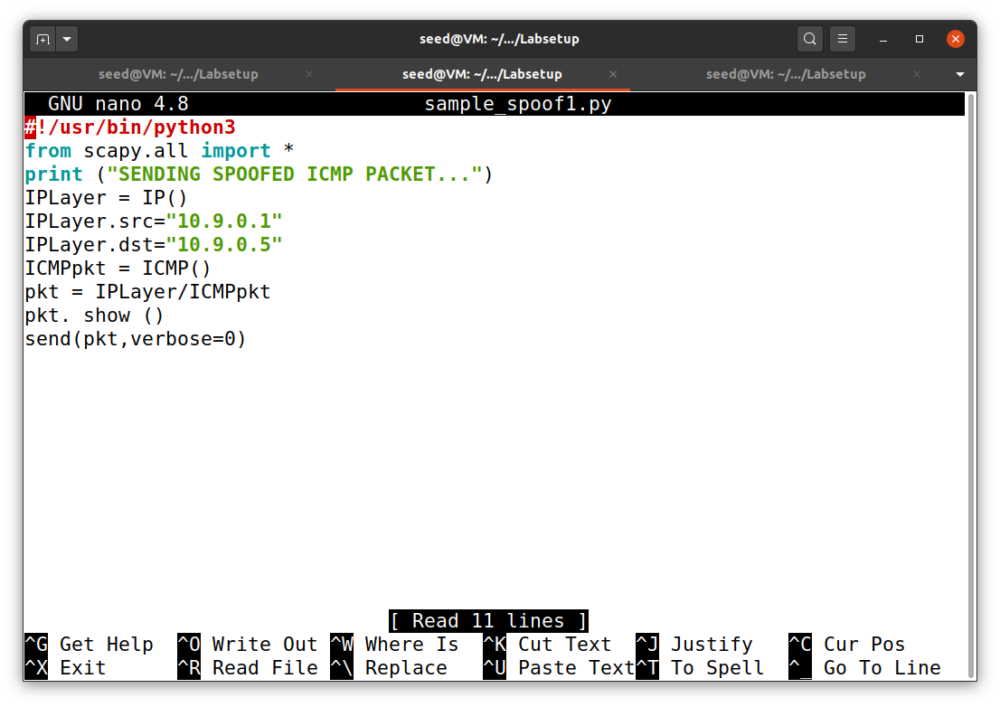 seed@VM: ~/.../Labsetup
seed@VM: ~/.../Labsetup × seed@VM: ~/.../Labsetup × seed@VM: ~/.../Labsetup ×
GNU nano 4.8 sample_spoof1.py
#!/usr/bin/python3
from scapy.all import *
print ("SENDING SPOOFED ICMP PACKET...")
IPLayer = IP()
IPLayer.src="10.9.0.1"
IPLayer.dst="10.9.0.5"
ICMPpkt = ICMP()
pkt = IPLayer/ICMPpkt
pkt. show ()
send(pkt,verbose=0)
[ Read 11 lines ]
^G Get Help ^O Write Out ^W Where Is ^K Cut Text ^J Justify ^C Cur Pos
^X Exit ^R Read File ^\ Replace ^U Paste Text ^T To Spell ^_ Go To Line